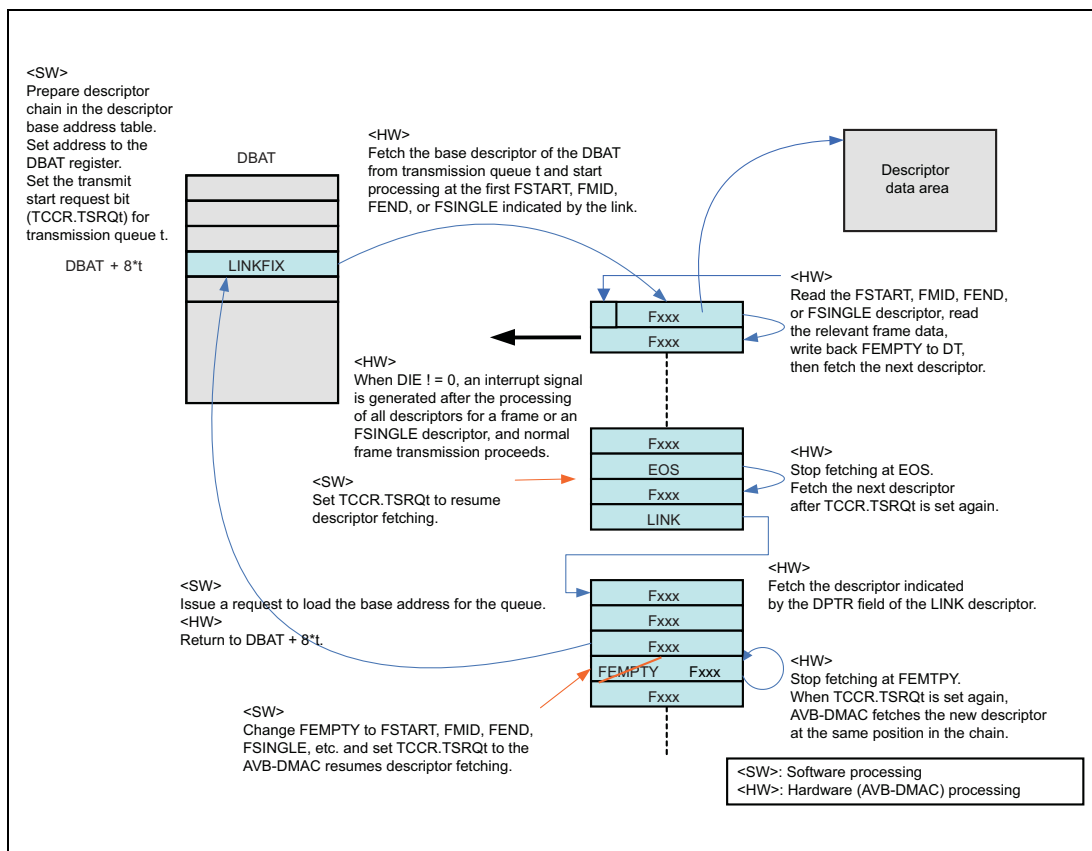 <SW>
Prepare descriptor
chain in the descriptor
base address table.
Set address to the
DBAT register.
Set the transmit
start request bit
(TCCR.TSRQt) for
transmission queue t.
DBAT
DBAT + 8*t
LINKFIX
<HW>
Fetch the base descriptor of the DBAT
from transmission queue t and start
processing at the first FSTART, FMID,
FEND, or FSINGLE indicated by the link.
Descriptor
data area
Fxxx
Fxxx
<HW>
Read the FSTART, FMID, FEND,
or FSINGLE descriptor, read
the relevant frame data,
write back FEMPTY to DT,
then fetch the next descriptor.
<HW>
When DIE ! = 0, an interrupt signal
is generated after the processing
of all descriptors for a frame or an
FSINGLE descriptor, and normal
frame transmission proceeds.
Fxxx
EOS
Fxxx
LINK
<HW>
Stop fetching at EOS.
Fetch the next descriptor
after TCCR.TSRQt is set again.
<SW>
Set TCCR.TSRQt to resume
descriptor fetching.
<HW>
Fetch the descriptor indicated
by the DPTR field of the LINK descriptor.
<SW>
Issue a request to load the base address for the queue.
<HW>
Return to DBAT + 8*t.
Fxxx
Fxxx
Fxxx
FEMPTY Fxxx
Fxxx
<HW>
Stop fetching at FEMTPY.
When TCCR.TSRQt is set again,
AVB-DMAC fetches the new descriptor
at the same position in the chain.
<SW>
Change FEMPTY to FSTART, FMID, FEND,
FSINGLE, etc. and set TCCR.TSRQt to the
AVB-DMAC resumes descriptor fetching.
<SW>: Software processing
<HW>: Hardware (AVB-DMAC) processing